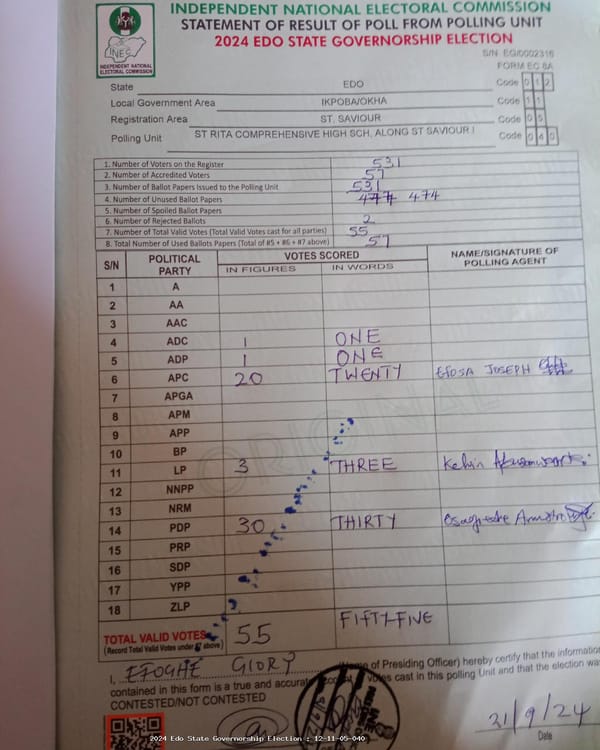 INDEPENDENT NATIONAL ELECTORAL COMMISSION
STATEMENT OF RESULT OF POLL FROM POLLING UNIT
2024 EDO STATE GOVERNORSHIP ELECTION
INEC
INDEPENDENT NATIONAL ELECTORAL COMMISSION
S/N EG/0002316
FORM EC 8A
State EDO Code 0 1 2
Local Government Area IKPOBA/OKHA Code 1 1
Registration Area ST. SAVIOUR Code 0 5
Polling Unit ST RITA COMPREHENSIVE HIGH SCH, ALONG ST SAVIOUR Code 0 4 0
1. Number of Voters on the Register 531
2. Number of Accredited Voters 57
3. Number of Ballot Papers Issued to the Polling Unit 531
4. Number of Unused Ballot Papers 474
5. Number of Spoiled Ballot Papers
6. Number of Rejected Ballots 2
7. Number of Total Valid Votes (Total Valid Votes cast for all parties) 55
8. Total Number of Used Ballots Papers (Total of #5 + #6 + #7 above) 57
S/N POLITICAL PARTY VOTES SCORED NAME/SIGNATURE OF POLLING AGENT
IN FIGURES IN WORDS
1 A
2 AA
3 AAC
4 ADC 1 ONE
5 ADP 1 ONE
6 APC 20 TWENTY EFOSA JOSEPH
7 APGA
8 APM
9 APP
10 BP
11 LP 3 THREE Kelvin
12 NNPP
13 NRM
14 PDP 30 THIRTY
15 PRP
16 SDP
17 YPP
18 ZLP
ORIGINAL
TOTAL VALID VOTES 55 FIFTY-FIVE
(Record Total Valid Votes under #7 above)
I, EFOGHE GLORY (Name of Presiding Officer) hereby certify that the information
contained in this form is a true and accurate votes cast in this polling Unit and that the election was
CONTESTED/NOT CONTESTED
21/9/24
Date
2024 Edo State Governorship Election : 12-11-05-040